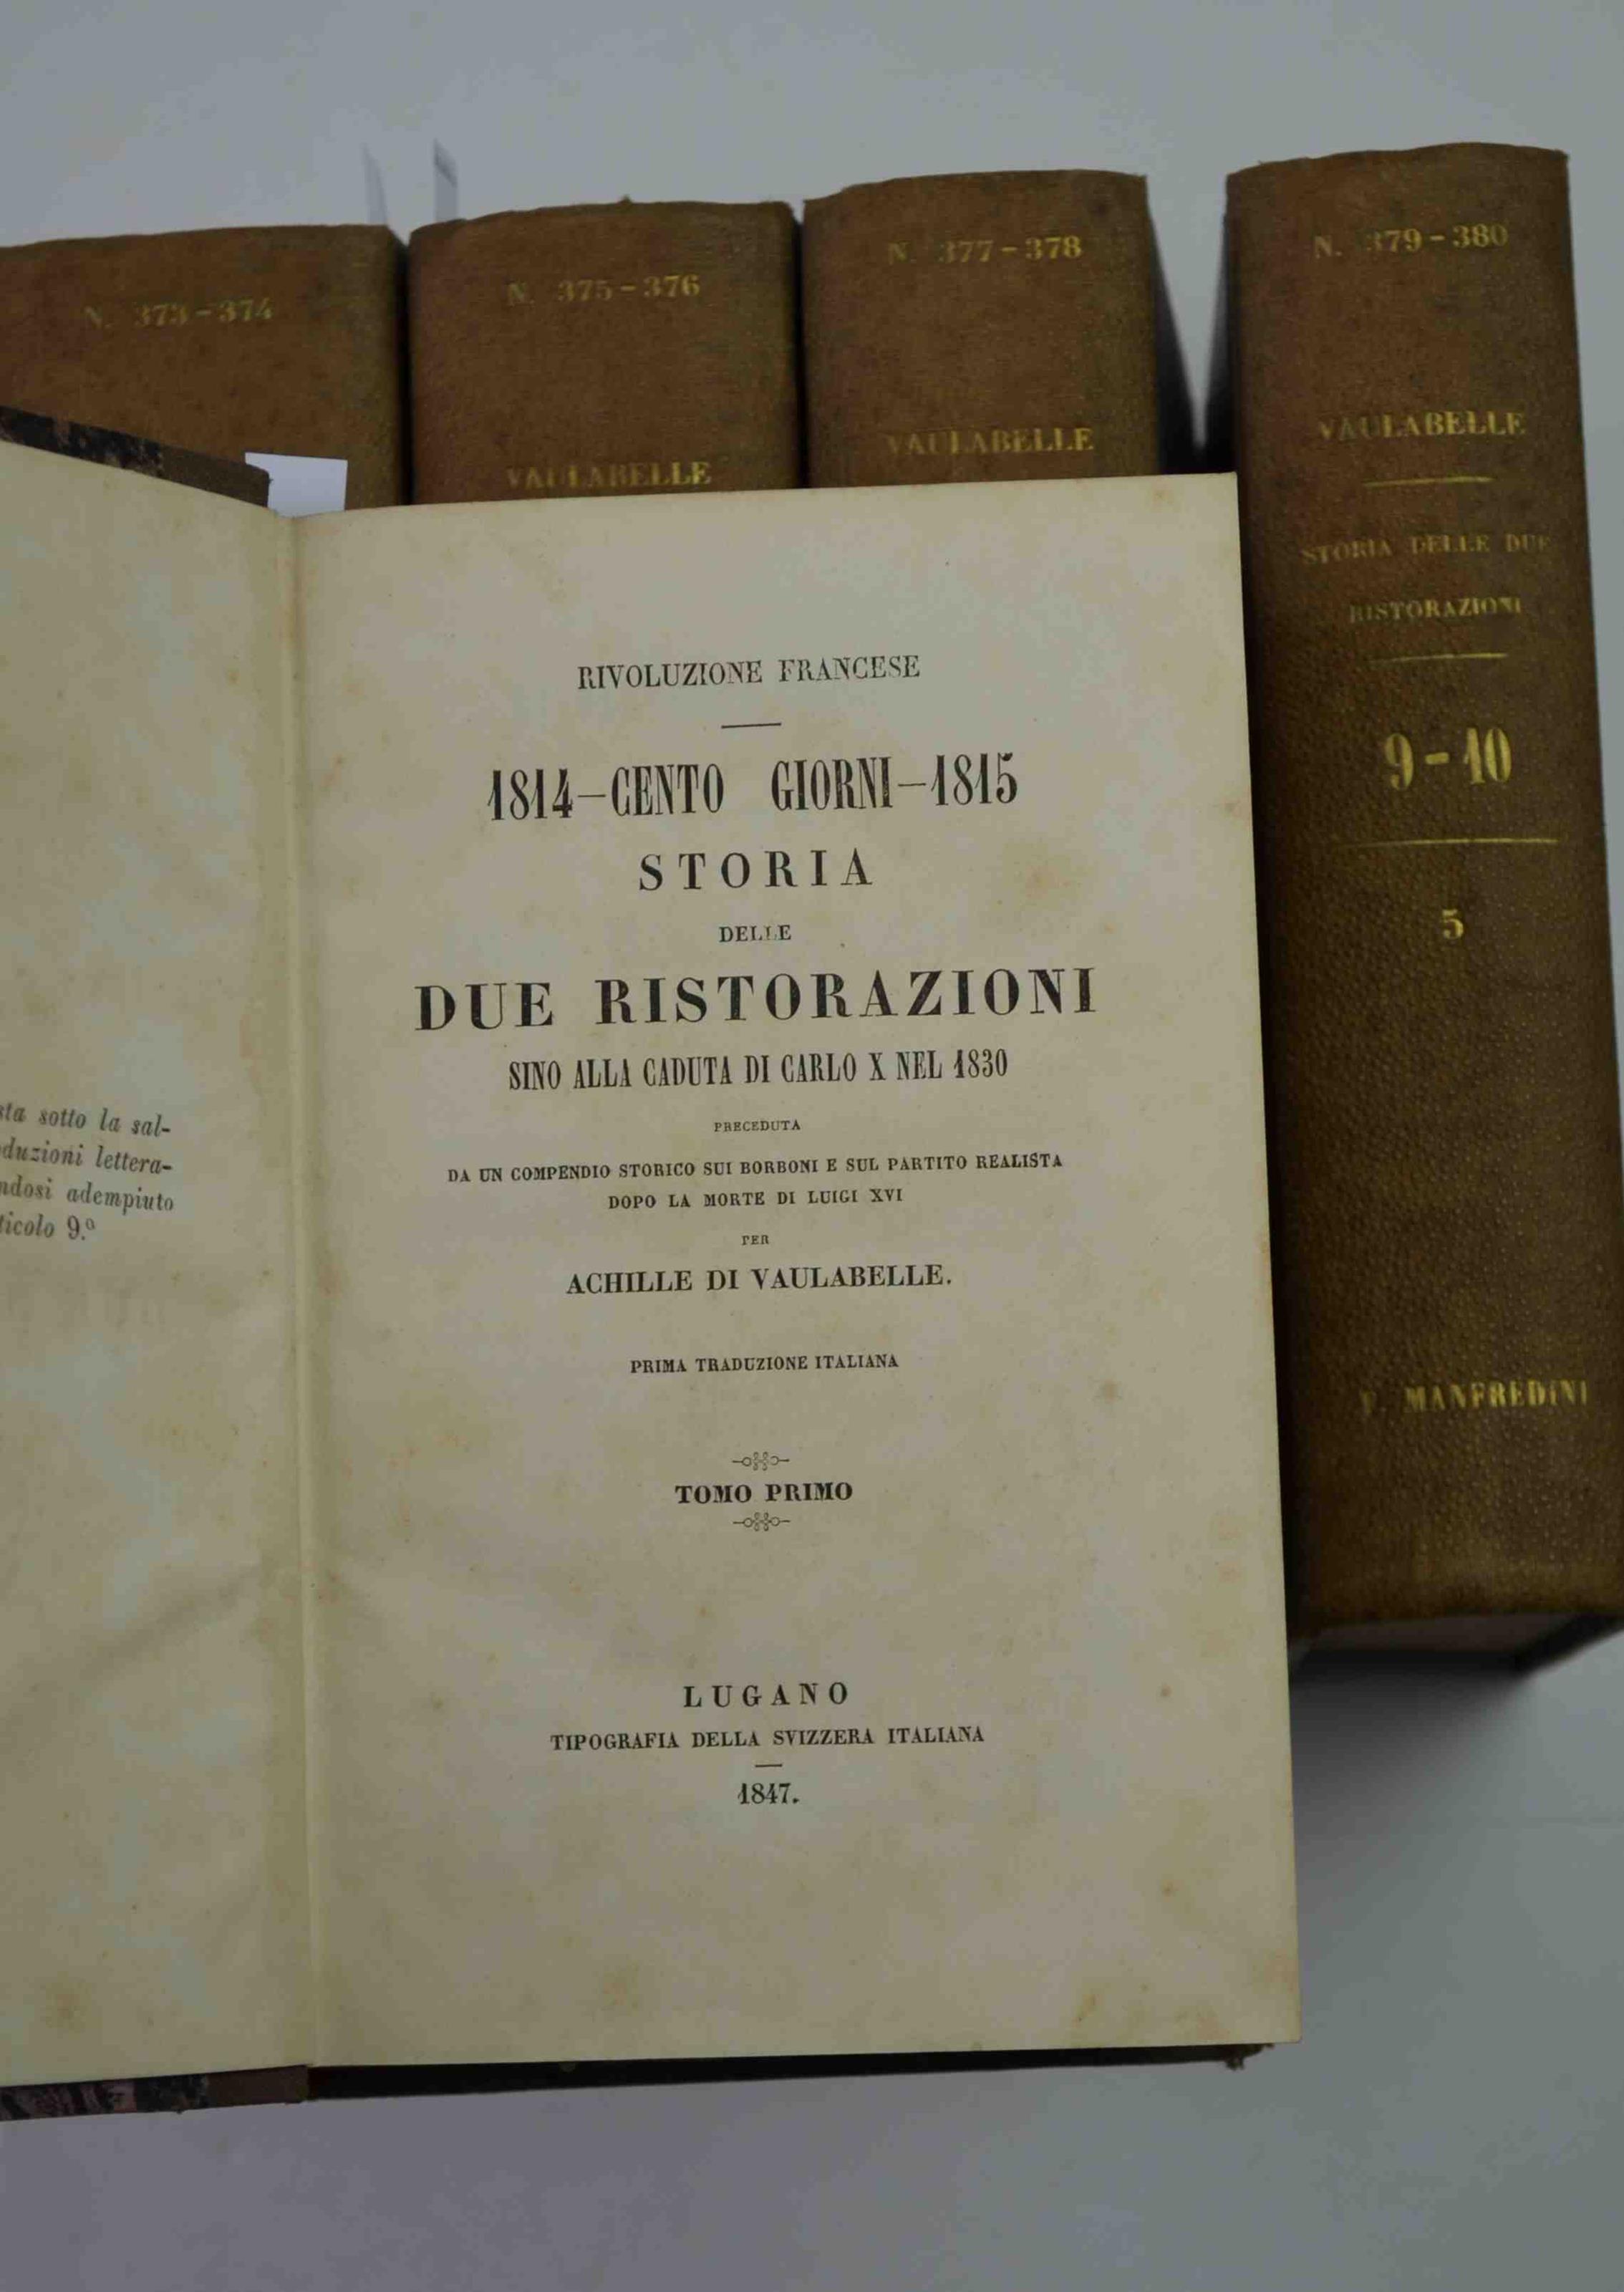 N. 373-374
N. 375-376
VAULABELLE
N. 377-378
VAULABELLE
N. 379-380
VAULABELLE
STORIA DELLE DUE
RISTORAZIONI
9-10
5
F. MANFREDINI
sta sotto la sal-
duzioni lettera-
ndosi adempiuto
ticolo 9.º
RIVOLUZIONE FRANCESE
1814-CENTO GIORNI-1815
STORIA
DELLE
DUE RISTORAZIONI
SINO ALLA CADUTA DI CARLO X NEL 1830
PRECEDUTA
DA UN COMPENDIO STORICO SUI BORBONI E SUL PARTITO REALISTA
DOPO LA MORTE DI LUIGI XVI
PER
ACHILLE DI VAULABELLE.
PRIMA TRADUZIONE ITALIANA
TOMO PRIMO
LUGANO
TIPOGRAFIA DELLA SVIZZERA ITALIANA
1847.